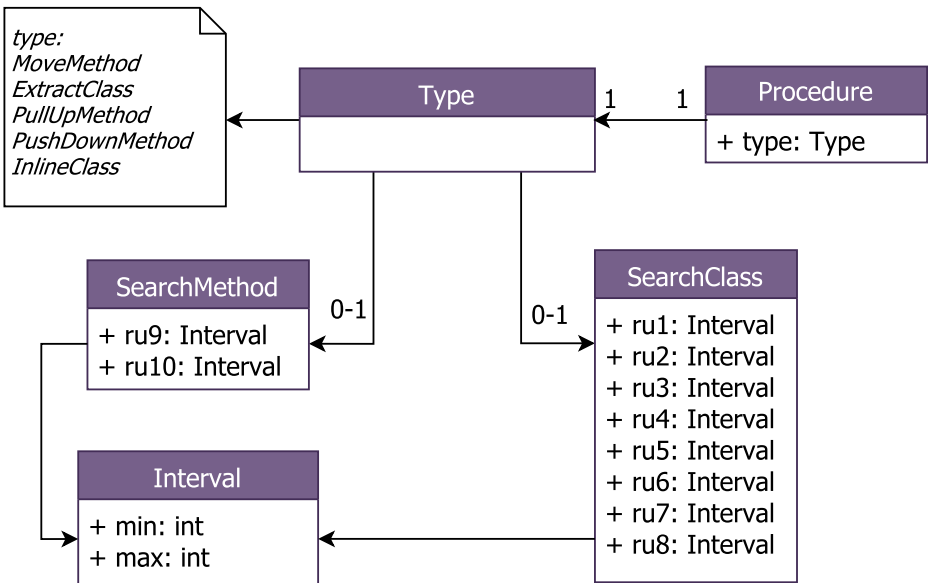 type:
MoveMethod
ExtractClass
PullUpMethod
PushDownMethod
InlineClass
Type
1
1
Procedure
+ type: Type
SearchMethod
+ ru9: Interval
+ ru10: Interval
0-1
0-1
SearchClass
+ ru1: Interval
+ ru2: Interval
+ ru3: Interval
+ ru4: Interval
+ ru5: Interval
+ ru6: Interval
+ ru7: Interval
+ ru8: Interval
Interval
+ min: int
+ max: int